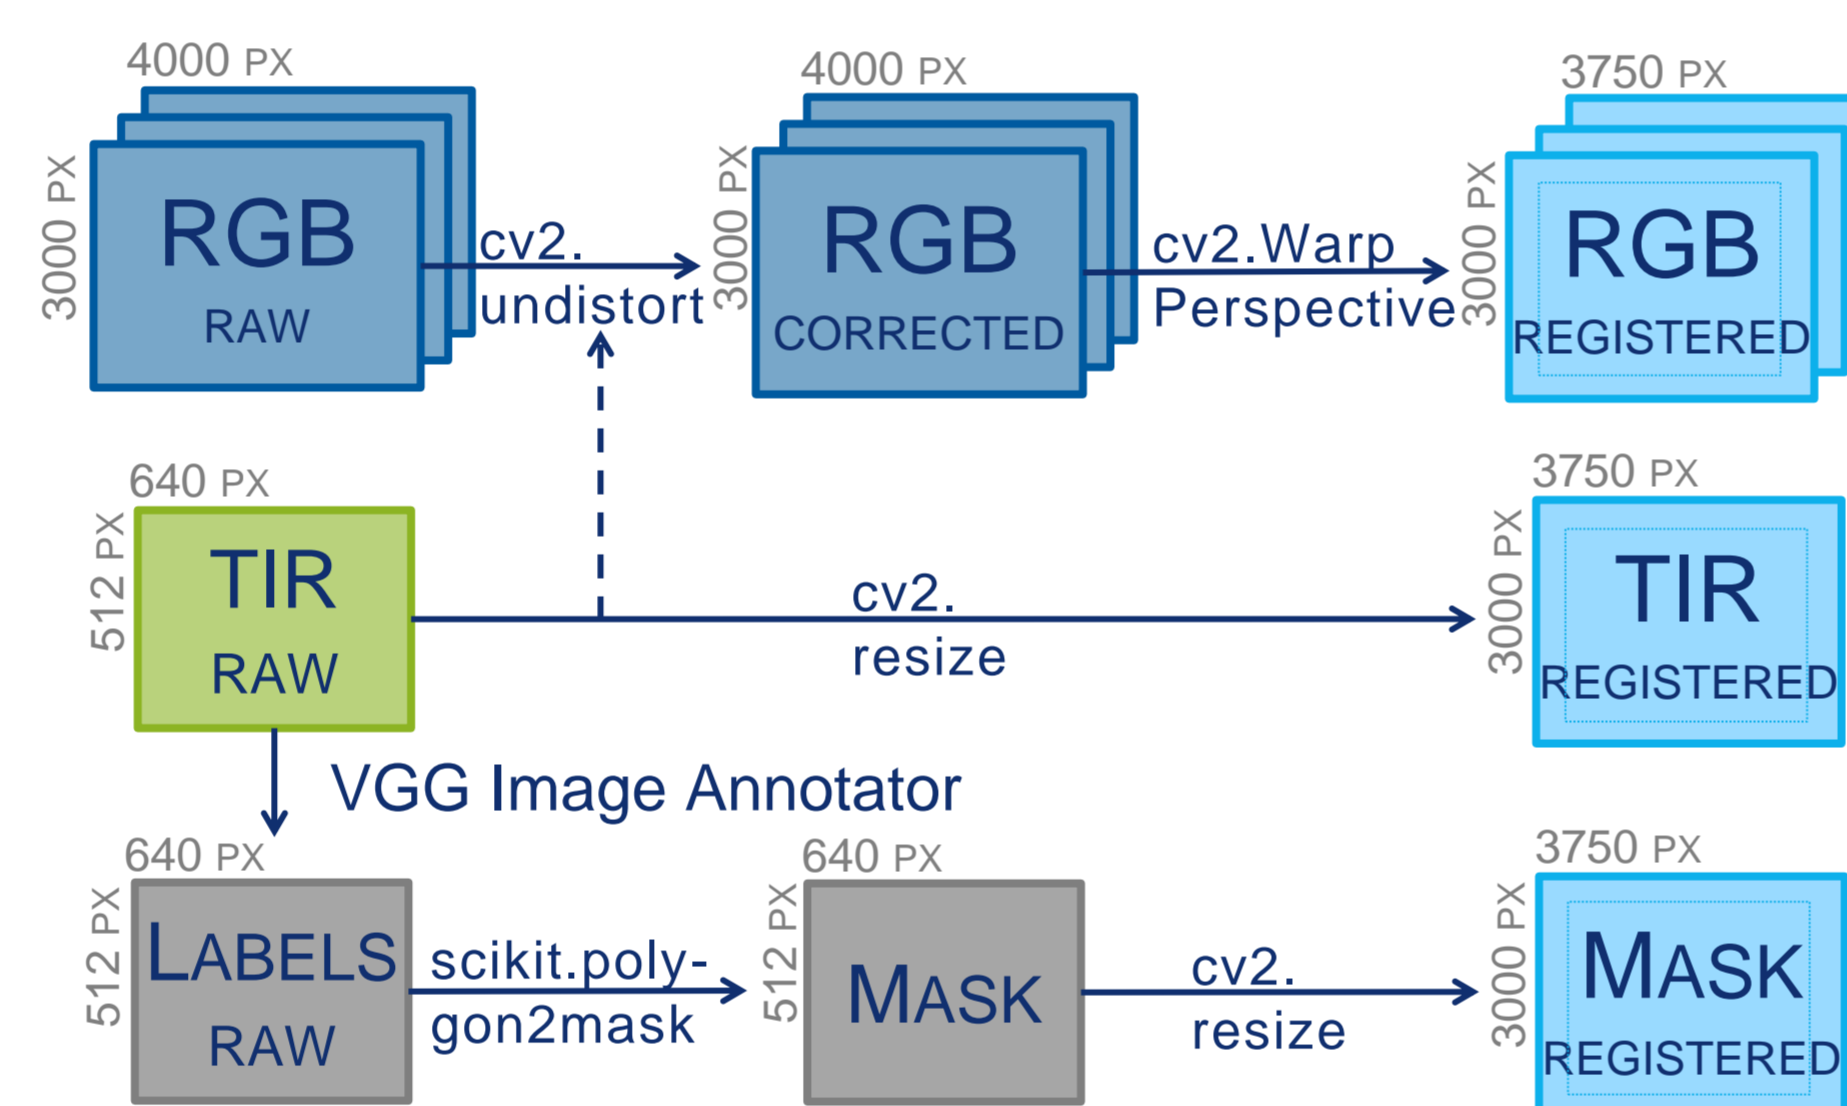 4000 PX
4000 PX
3750 PX
3000 PX
RGB
RAW
cv2.
undistort
3000 PX
RGB
CORRECTED
cv2.Warp
Perspective
3000 PX
RGB
REGISTERED
640 PX
3750 PX
512 PX
TIR
RAW
cv2.
resize
3000 PX
TIR
REGISTERED
VGG Image Annotator
640 PX
640 PX
3750 PX
512 PX
LABELS
RAW
scikit.poly-
gon2mask
512 PX
MASK
cv2.
resize
3000 PX
MASK
REGISTERED